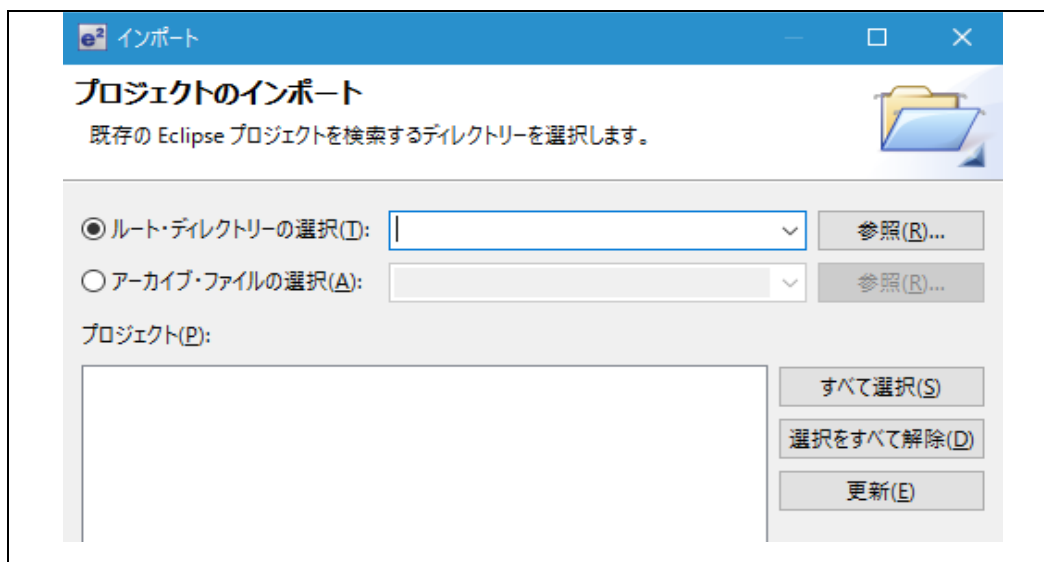 e² インポート
プロジェクトのインポート
既存の Eclipse プロジェクトを検索するディレクトリーを選択します。
ルート・ディレクトリーの選択(T): 参照(R)...
アーカイブ・ファイルの選択(A): 参照(R)...
プロジェクト(P):
すべて選択(S)
選択をすべて解除(D)
更新(E)